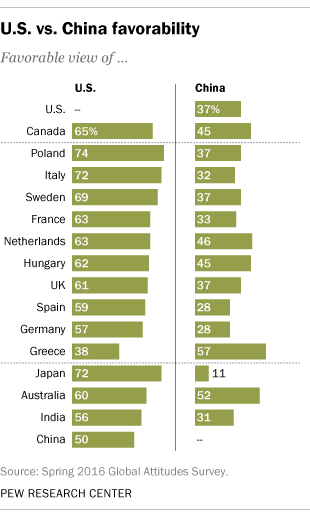 U.S. vs. China favorability
Favorable view of ...
U.S. China
U.S. -- 37%
Canada 65% 45
Poland 74 37
Italy 72 32
Sweden 69 37
France 63 33
Netherlands 63 46
Hungary 62 45
UK 61 37
Spain 59 28
Germany 57 28
Greece 38 57
Japan 72 11
Australia 60 52
India 56 31
China 50 --
Source: Spring 2016 Global Attitudes Survey.
PEW RESEARCH CENTER